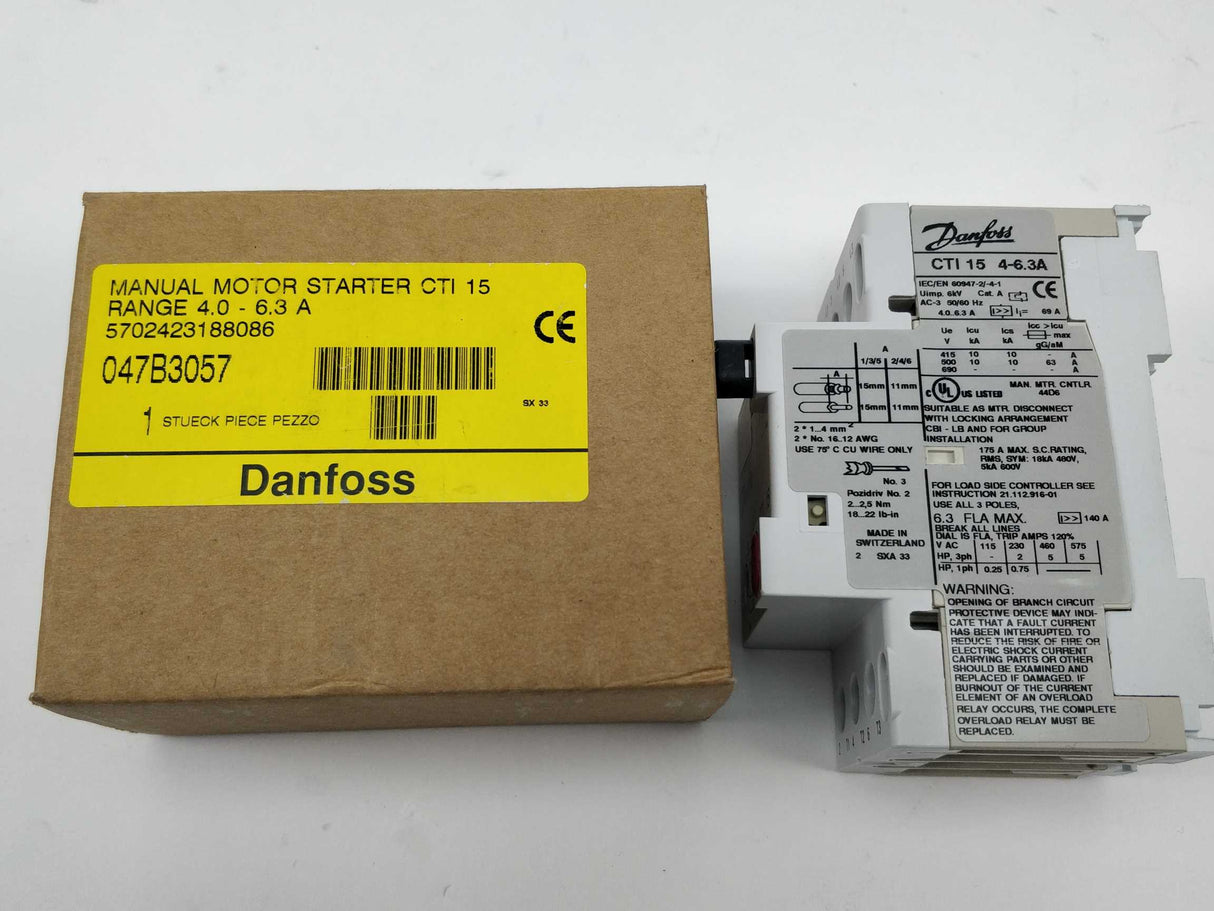 MANUAL MOTOR STARTER CTI 15
RANGE 4.0 - 6.3 A
5702423188086
CE
047B3057
SX 33
1 STUECK PIECE PEZZO
Danfoss
Danfoss
CTI 15 4-6.3A
IEC/EN 60947-2/-4-1
Uimp. 6kV Cat. A
CE
AC-3 50/60 Hz
4.0..6.3 A I>> Ii= 69 A
Ue Icu Ics Icc >Icu
V kA kA max
gG/aM
415 10 10 - A
500 10 10 63 A
690 - - - A
C UL US LISTED MAN. MTR. CNTLR.
44D6
SUITABLE AS MTR. DISCONNECT
WITH LOCKING ARRANGEMENT
CBI - LB AND FOR GROUP
INSTALLATION
175 A MAX. S.C.RATING,
RMS, SYM: 18kA 480V,
5kA 600V
FOR LOAD SIDE CONTROLLER SEE
INSTRUCTION 21.112.916-01
USE ALL 3 POLES,
6.3 FLA MAX. I>> 140 A
BREAK ALL LINES
DIAL IS FLA, TRIP AMPS 120%
V AC 115 230 460 575
HP, 3ph - 2 5 5
HP, 1ph 0.25 0.75
WARNING:
OPENING OF BRANCH CIRCUIT
PROTECTIVE DEVICE MAY INDI-
CATE THAT A FAULT CURRENT
HAS BEEN INTERRUPTED. TO
REDUCE THE RISK OF FIRE OR
ELECTRIC SHOCK CURRENT
CARRYING PARTS OR OTHER
SHOULD BE EXAMINED AND
REPLACED IF DAMAGED. IF
BURNOUT OF THE CURRENT
ELEMENT OF AN OVERLOAD
RELAY OCCURS, THE COMPLETE
OVERLOAD RELAY MUST BE
REPLACED.
A
1/3/5 2/4/6
A
15mm 11mm
15mm 11mm
2 * 1...4 mm2
2 * No. 16..12 AWG
USE 75° C CU WIRE ONLY
No. 3
Pozidriv No. 2
2...2,5 Nm
18...22 lb-in
MADE IN
SWITZERLAND
2 SXA 33
2 T1 4 T2 6 T3